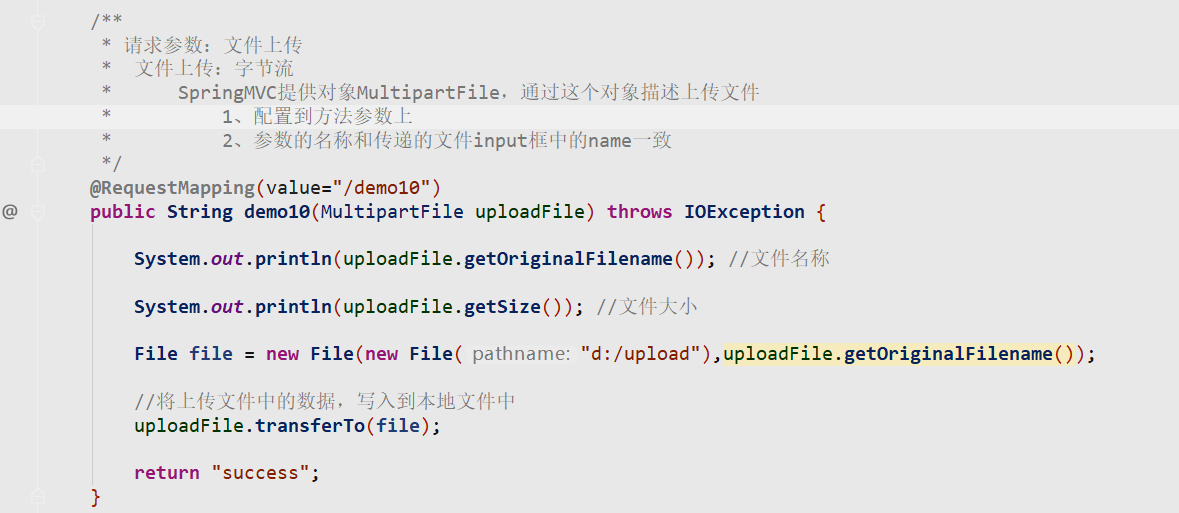 /**
* 请求参数：文件上传
* 文件上传：字节流
* SpringMVC提供对象MultipartFile，通过这个对象描述上传文件
* 1、配置到方法参数上
* 2、参数的名称和传递的文件input框中的name一致
*/
@RequestMapping(value="/demo10")
@ public String demo10(MultipartFile uploadFile) throws IOException {
System.out.println(uploadFile.getOriginalFilename()); //文件名称
System.out.println(uploadFile.getSize()); //文件大小
File file = new File(new File( pathname: "d:/upload"),uploadFile.getOriginalFilename());
//将上传文件中的数据，写入到本地文件中
uploadFile.transferTo(file);
return "success";
}